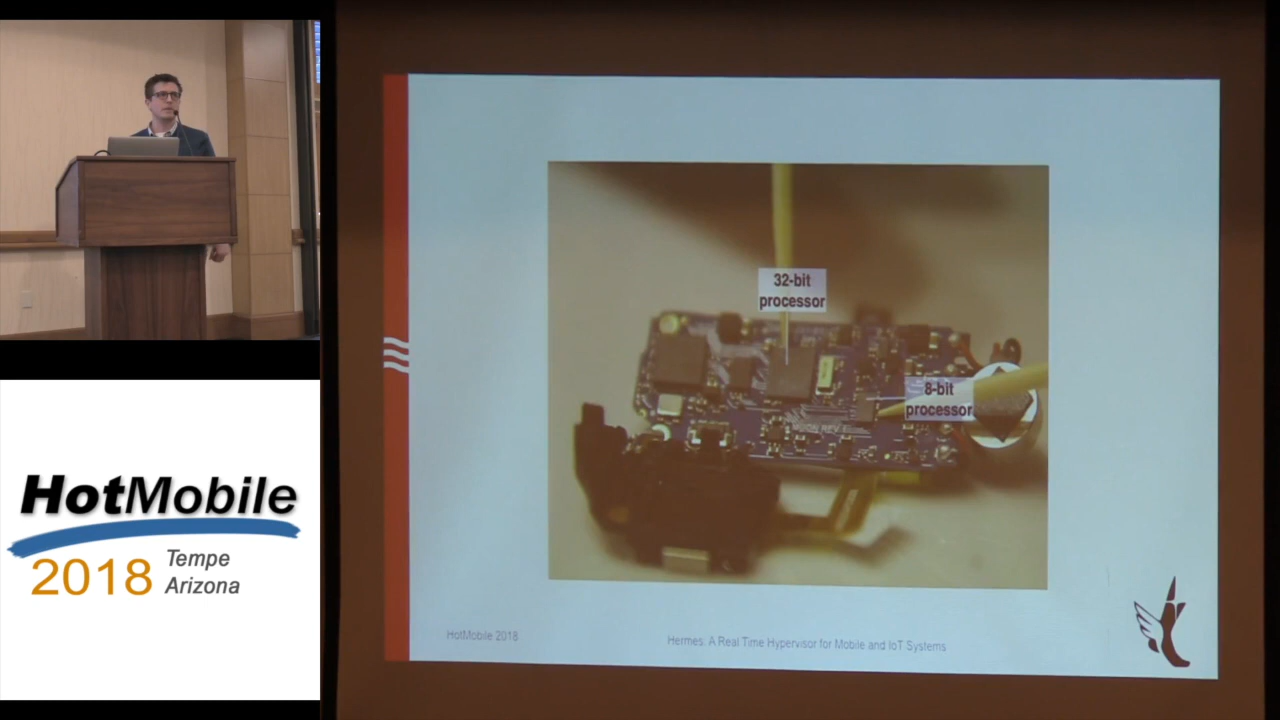 32-bit
processor
8-bit
processor
HotMobile 2018
Hermes: A Real Time Hypervisor for Mobile and IoT Systems
HotMobile
2018
Tempe
Arizona